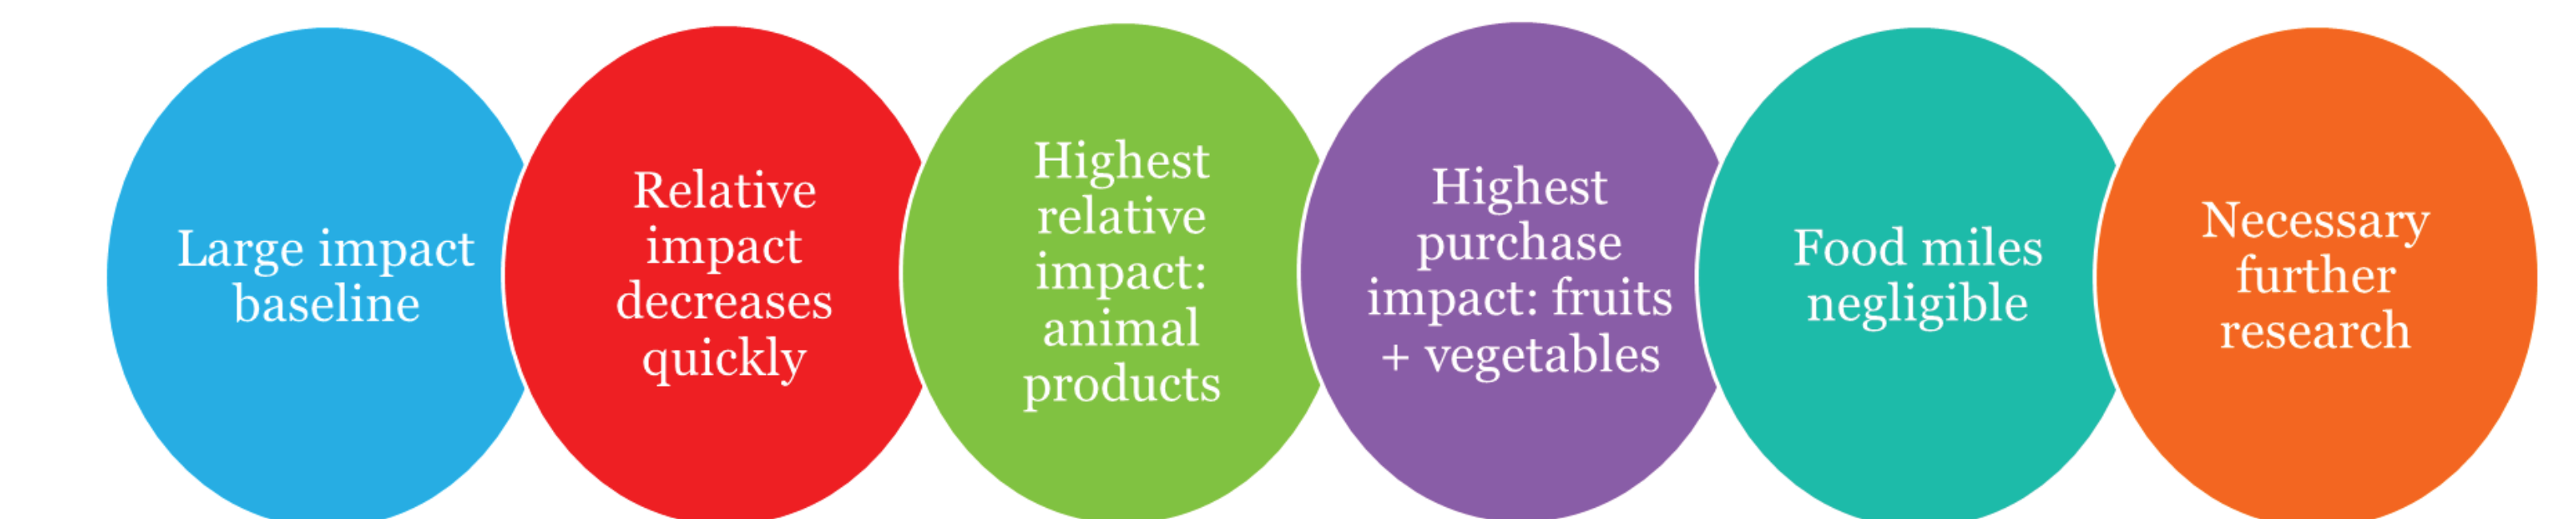 Large impact
baseline
Relative
impact
decreases
quickly
Highest
relative
impact:
animal
products
Highest
purchase
impact: fruits
+ vegetables
Food miles
negligible
Necessary
further
research